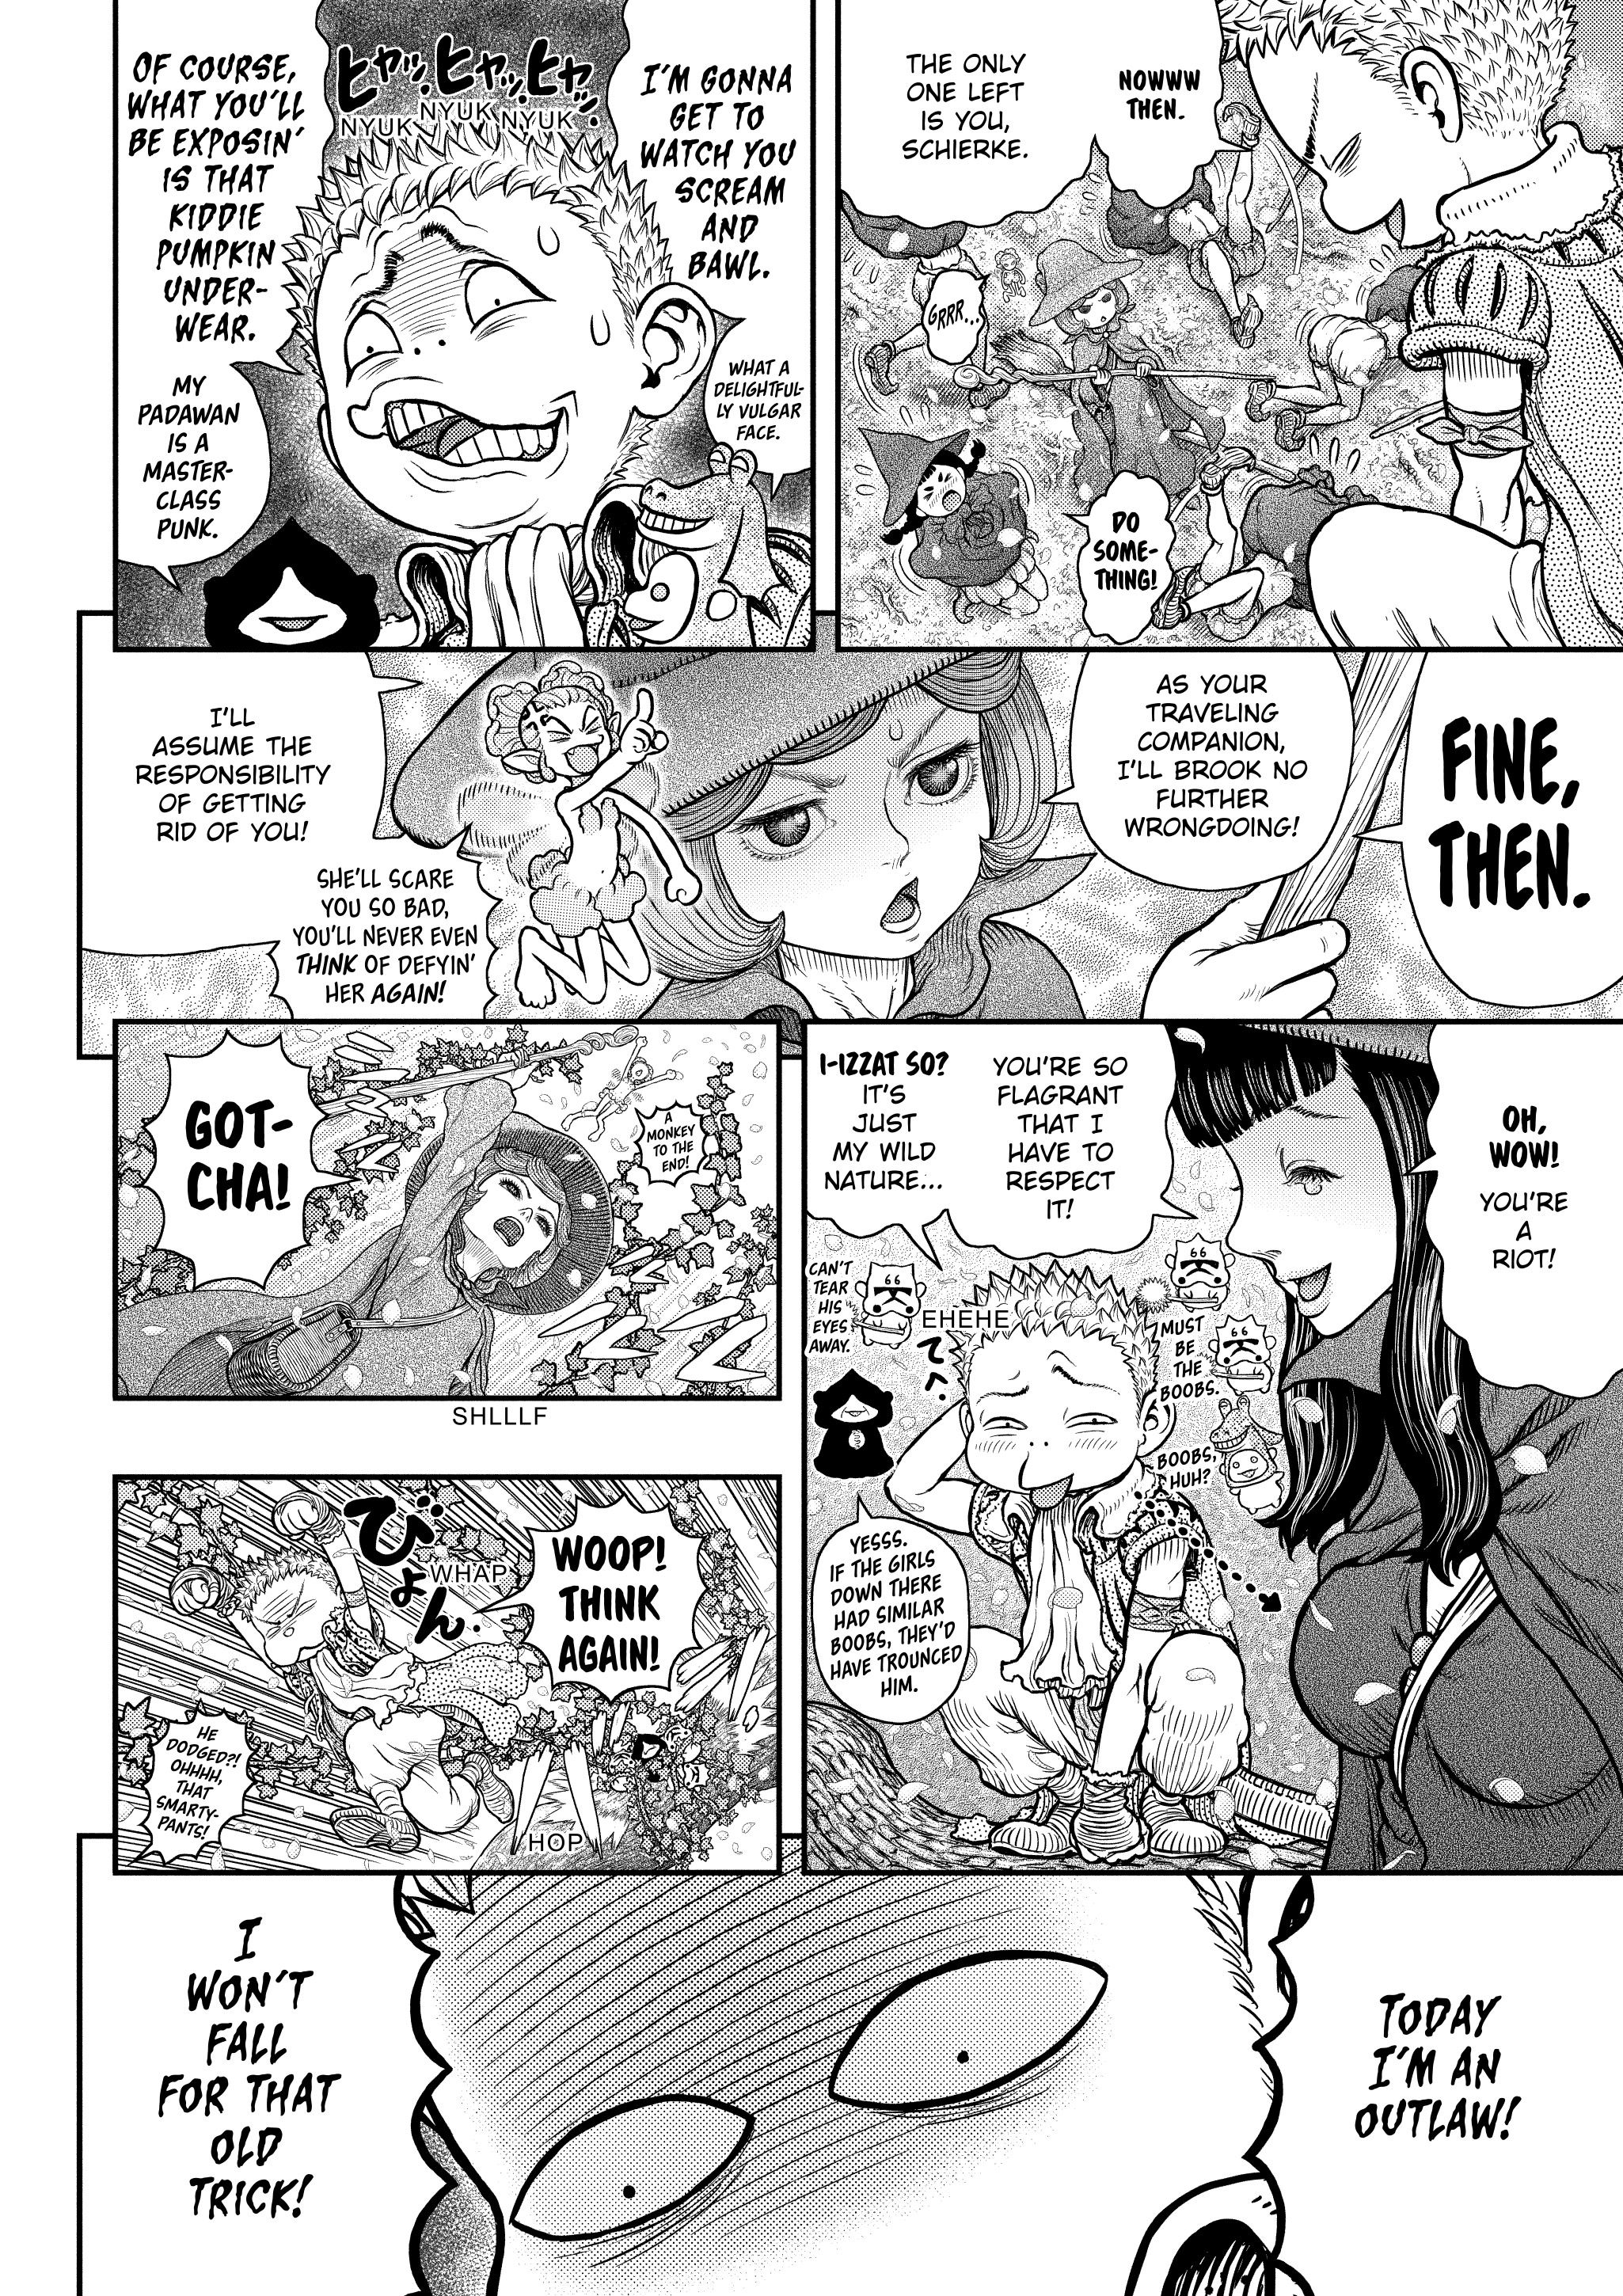 NOWWW
THEN.
THE ONLY
ONE LEFT
IS YOU,
SCHIERKE.
GRRR...
DO
SOME-
THING!
I'M GONNA
GET TO
WATCH YOU
SCREAM
AND
BAWL.
ヒャッヒャッヒャッ
NYUK NYUK NYUK
WHAT A
DELIGHTFUL-
LY VULGAR
FACE.
OF COURSE,
WHAT YOU'LL
BE EXPOSIN'
IS THAT
KIDDIE
PUMPKIN
UNDER-
WEAR.
MY
PADAWAN
IS A
MASTER-
CLASS
PUNK.
FINE,
THEN.
AS YOUR
TRAVELING
COMPANION,
I'LL BROOK NO
FURTHER
WRONGDOING!
I'LL
ASSUME THE
RESPONSIBILITY
OF GETTING
RID OF YOU!
SHE'LL SCARE
YOU SO BAD,
YOU'LL NEVER EVEN
THINK OF DEFYIN'
HER AGAIN!
OH,
WOW!
YOU'RE
A
RIOT!
YOU'RE SO
FLAGRANT
THAT I
HAVE TO
RESPECT
IT!
I-IZZAT SO?
IT'S
JUST
MY WILD
NATURE...
66
66
66
CAN'T
TEAR
HIS
EYES
AWAY.
EHEHE
てへ.
MUST
BE
THE
BOOBS.
BOOBS,
HUH?
YESSS.
IF THE GIRLS
DOWN THERE
HAD SIMILAR
BOOBS, THEY'D
HAVE TROUNCED
HIM.
GOT-
CHA!
A
MONKEY
TO THE
END!
SHLLLF
WOOP!
THINK
AGAIN!
びょん.
WHAP
HE
DODGED?!
OHHHH,
THAT
SMARTY-
PANTS!
HOP
TODAY
I'M AN
OUTLAW!
I
WON'T
FALL
FOR THAT
OLD
TRICK!